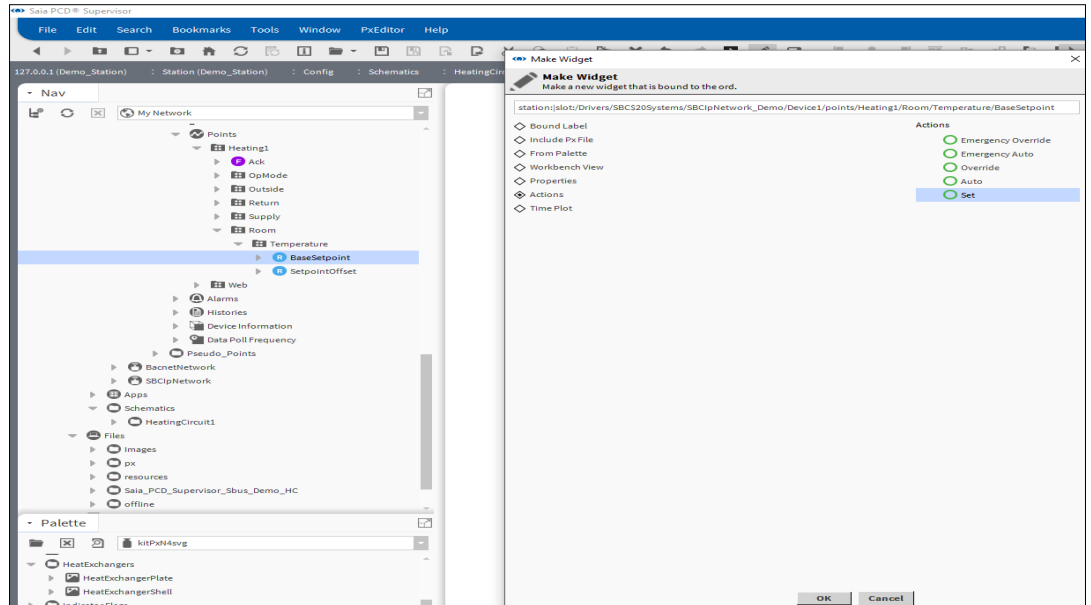 Saia PCD® Supervisor
File Edit Search Bookmarks Tools Window PxEditor Help
127.0.0.1 (Demo_Station) : Station (Demo_Station) : Config : Schematics : HeatingCir
Nav
My Network
Points
Heating1
F Ack
OpMode
Outside
Return
Supply
Room
Temperature
R BaseSetpoint
R SetpointOffset
Web
Alarms
Histories
Device Information
Data Poll Frequency
Pseudo_Points
BacnetNetwork
SBCIpNetwork
Apps
Schematics
HeatingCircuit1
Files
Images
px
resources
Saia_PCD_Supervisor_Sbus_Demo_HC
offline
Palette
kitPxN4svg
HeatExchangers
HeatExchangerPlate
HeatExchangerShell
Make Widget
Make Widget
Make a new widget that is bound to the ord.
station:|slot:/Drivers/SBC$20Systems/SBCIpNetwork_Demo/Device1/points/Heating1/Room/Temperature/BaseSetpoint
Bound Label
Include Px File
From Palette
Workbench View
Properties
Actions
Time Plot
Actions
Emergency Override
Emergency Auto
Override
Auto
Set
OK Cancel